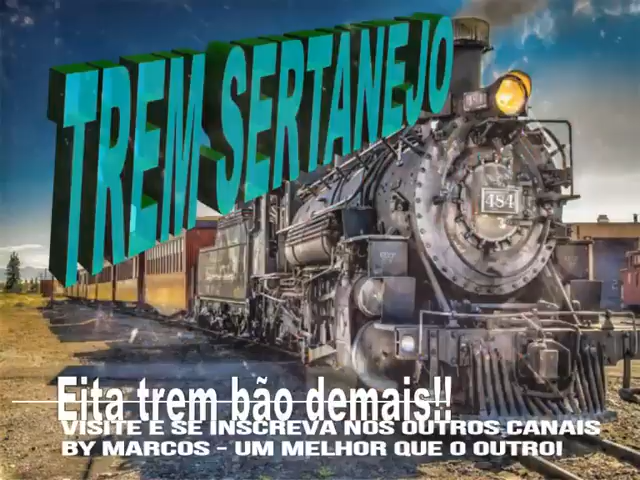 TREM SERTANEJO
484
484
Eita trem bão demais!!
VISITE E SE INSCREVA NOS OUTROS CANAIS
BY MARCOS - UM MELHOR QUE O OUTRO!